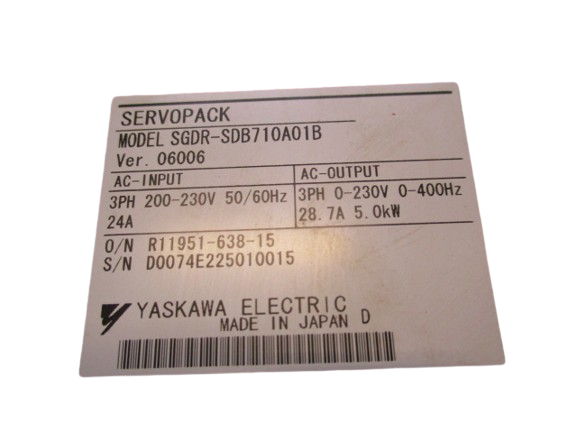 SERVOPACK
MODEL SGDR-SDB710A01B
Ver. 06006
AC-INPUT
3PH 200-230V 50/60Hz
24A
AC-OUTPUT
3PH 0-230V 0-400Hz
28.7A 5.0kW
O/N R11951-638-15
S/N D0074E225010015
YASKAWA ELECTRIC
MADE IN JAPAN D